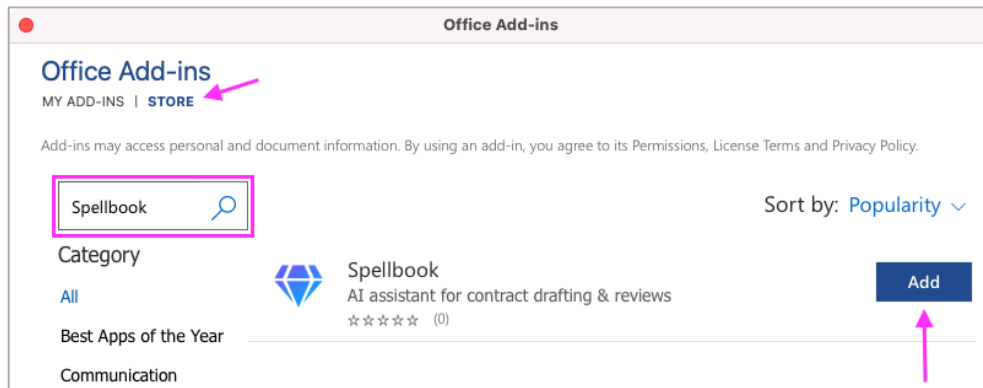 Office Add-ins
Office Add-ins
MY ADD-INS | STORE
Add-ins may access personal and document information. By using an add-in, you agree to its Permissions, License Terms and Privacy Policy.
Spellbook
Sort by: Popularity
Category
All
Best Apps of the Year
Communication
Spellbook
AI assistant for contract drafting & reviews
(0)
Add